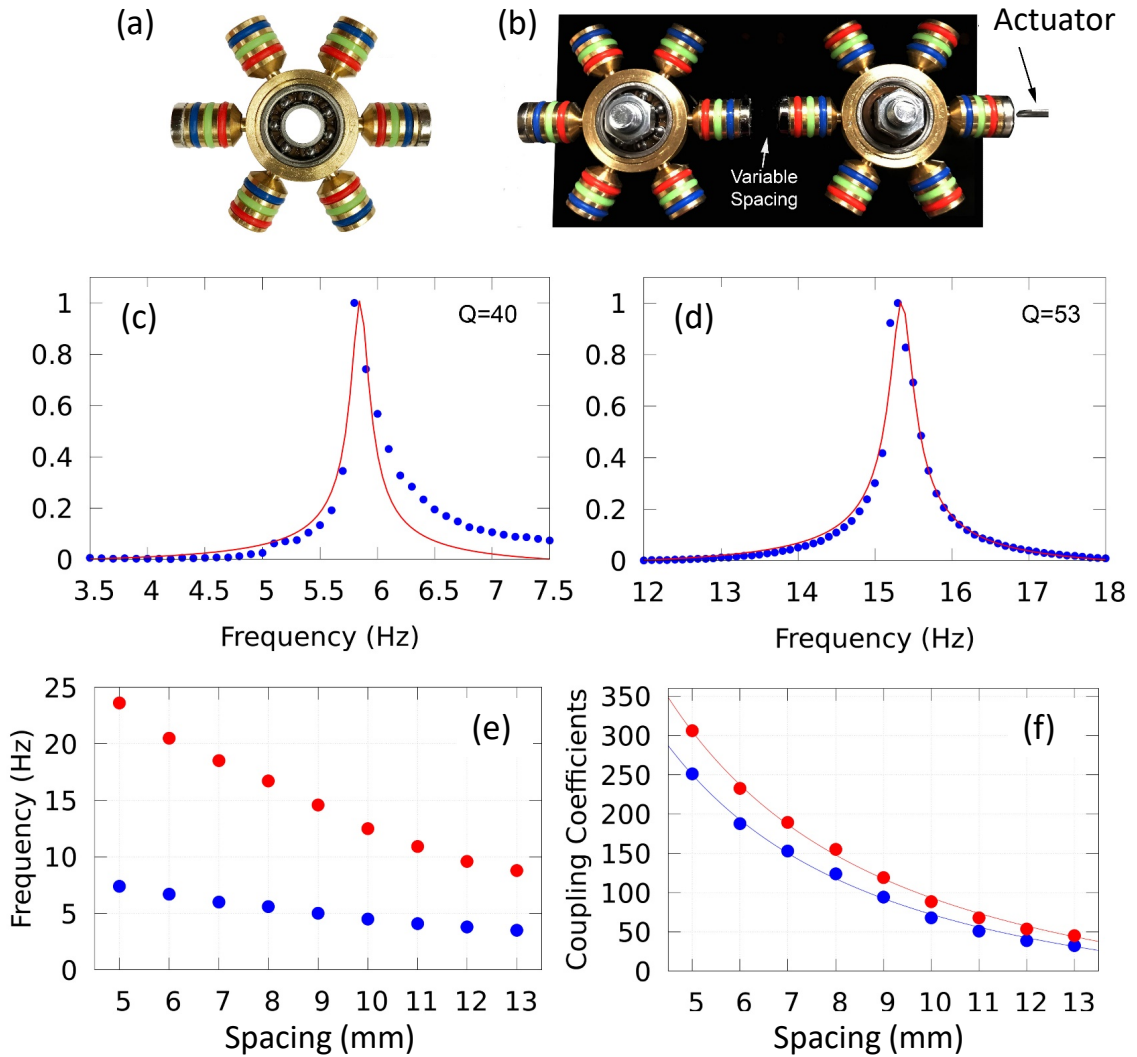 (a)
(b)
Actuator
Variable
Spacing
(c)
Q=40
1
0.8
0.6
0.4
0.2
0
3.5 4 4.5 5 5.5 6 6.5 7 7.5
Frequency (Hz)
(d)
Q=53
1
0.8
0.6
0.4
0.2
0
12 13 14 15 16 17 18
Frequency (Hz)
(e)
Frequency (Hz)
25
20
15
10
5
0
5 6 7 8 9 10 11 12 13
Spacing (mm)
(f)
Coupling Coefficients
350
300
250
200
150
100
50
0
5 6 7 8 9 10 11 12 13
Spacing (mm)